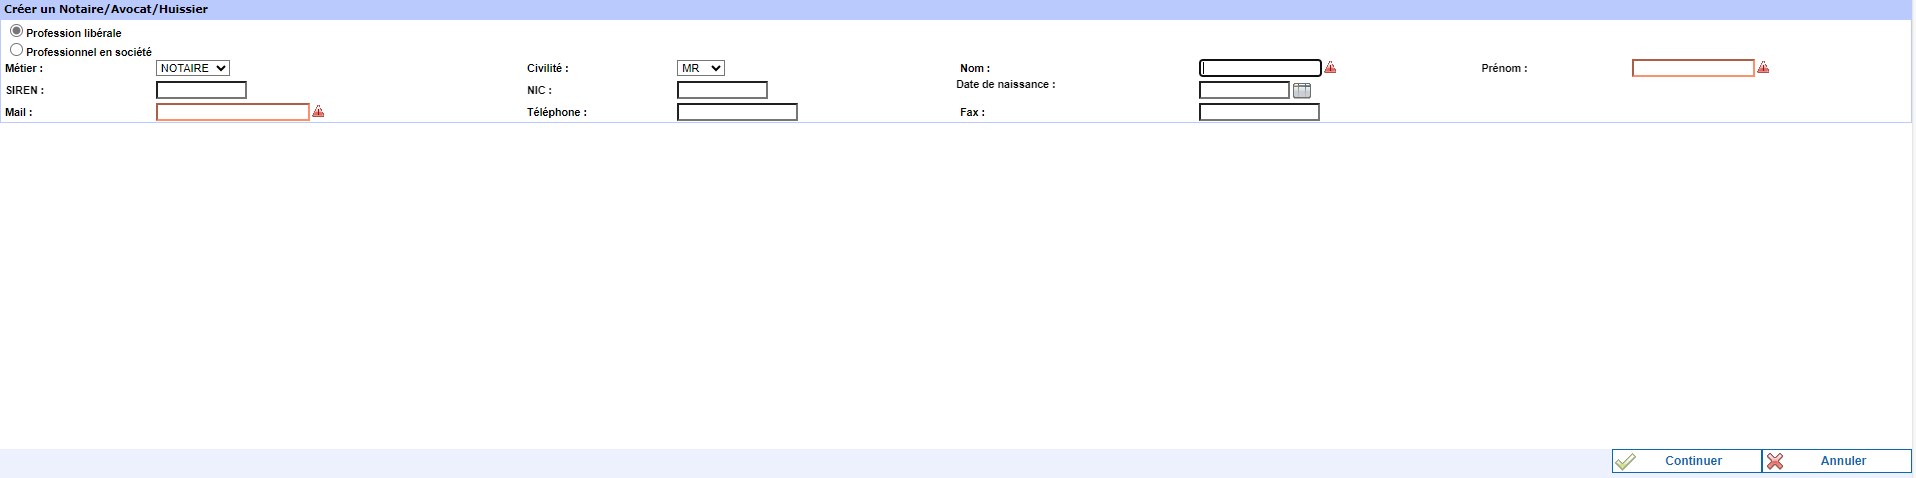 Créer un Notaire/Avocat/Huissier
Profession libérale
Professionnel en société
Métier : NOTAIRE Civilité : MR Nom : Prénom :
SIREN : NIC : Date de naissance :
Mail : Téléphone : Fax :
Continuer Annuler